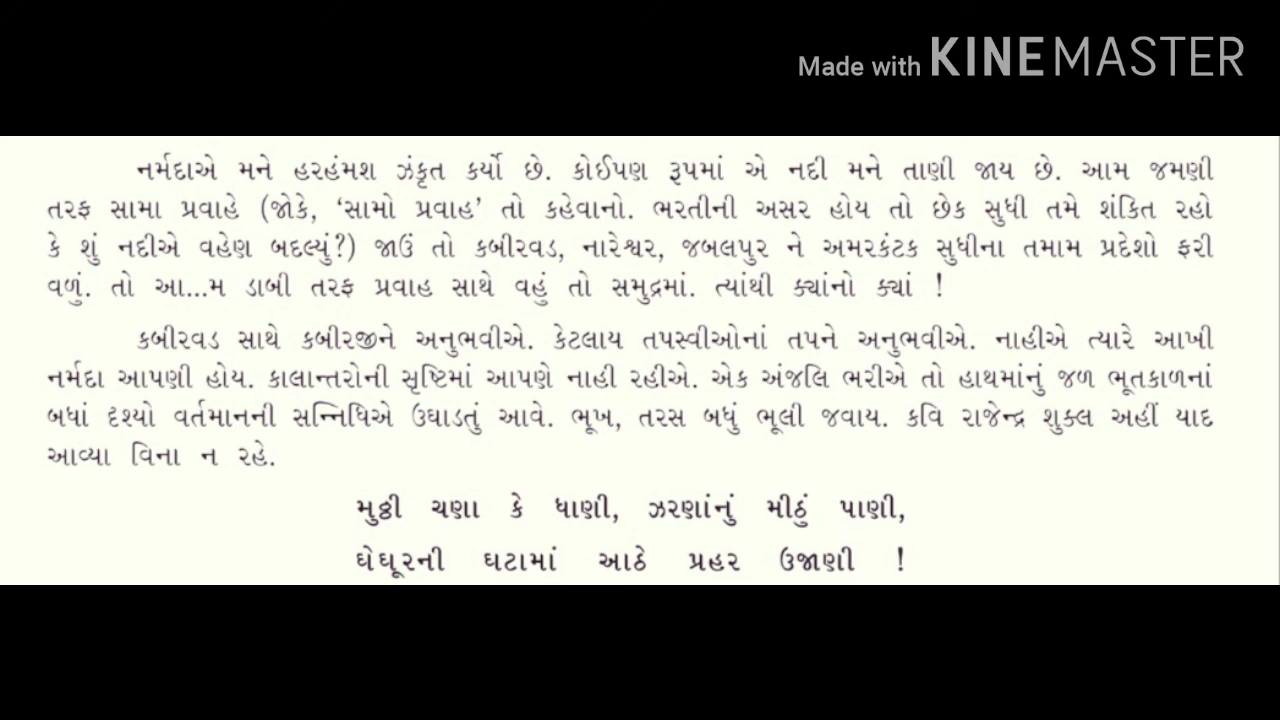 Made with KINEMASTER
નર્મદાએ મને હરહંમશ ઝંકૃત કર્યો છે. કોઈપણ રૂપમાં એ નદી મને તાણી જાય છે. આમ જમણી
તરફ સામા પ્રવાહે (જોકે, ‘સામો પ્રવાહ’ તો કહેવાનો. ભરતીની અસર હોય તો છેક સુધી તમે શંકિત રહો
કે શું નદીએ વહેણ બદલ્યું?) જાઉં તો કબીરવડ, નારેશ્વર, જબલપુર ને અમરકંટક સુધીના તમામ પ્રદેશો ફરી
વળું. તો આ...મ ડાબી તરફ પ્રવાહ સાથે વહું તો સમુદ્રમાં. ત્યાંથી ક્યાંનો ક્યાં !
કબીરવડ સાથે કબીરજીને અનુભવીએ. કેટલાય તપસ્વીઓનાં તપને અનુભવીએ. નાહીએ ત્યારે આખી
નર્મદા આપણી હોય. કાલાન્તરોની સૃષ્ટિમાં આપણે નાહી રહીએ. એક અંજલિ ભરીએ તો હાથમાંનું જળ ભૂતકાળનાં
બધાં દૃશ્યો વર્તમાનની સન્નિધિએ ઉઘાડતું આવે. ભૂખ, તરસ બધું ભૂલી જવાય. કવિ રાજેન્દ્ર શુક્લ અહીં યાદ
આવ્યા વિના ન રહે.
મુઠ્ઠી ચણા કે ધાણી, ઝરણાંનું મીઠું પાણી,
ઘેઘૂરની ઘટામાં આઠે પ્રહર ઉજાણી !